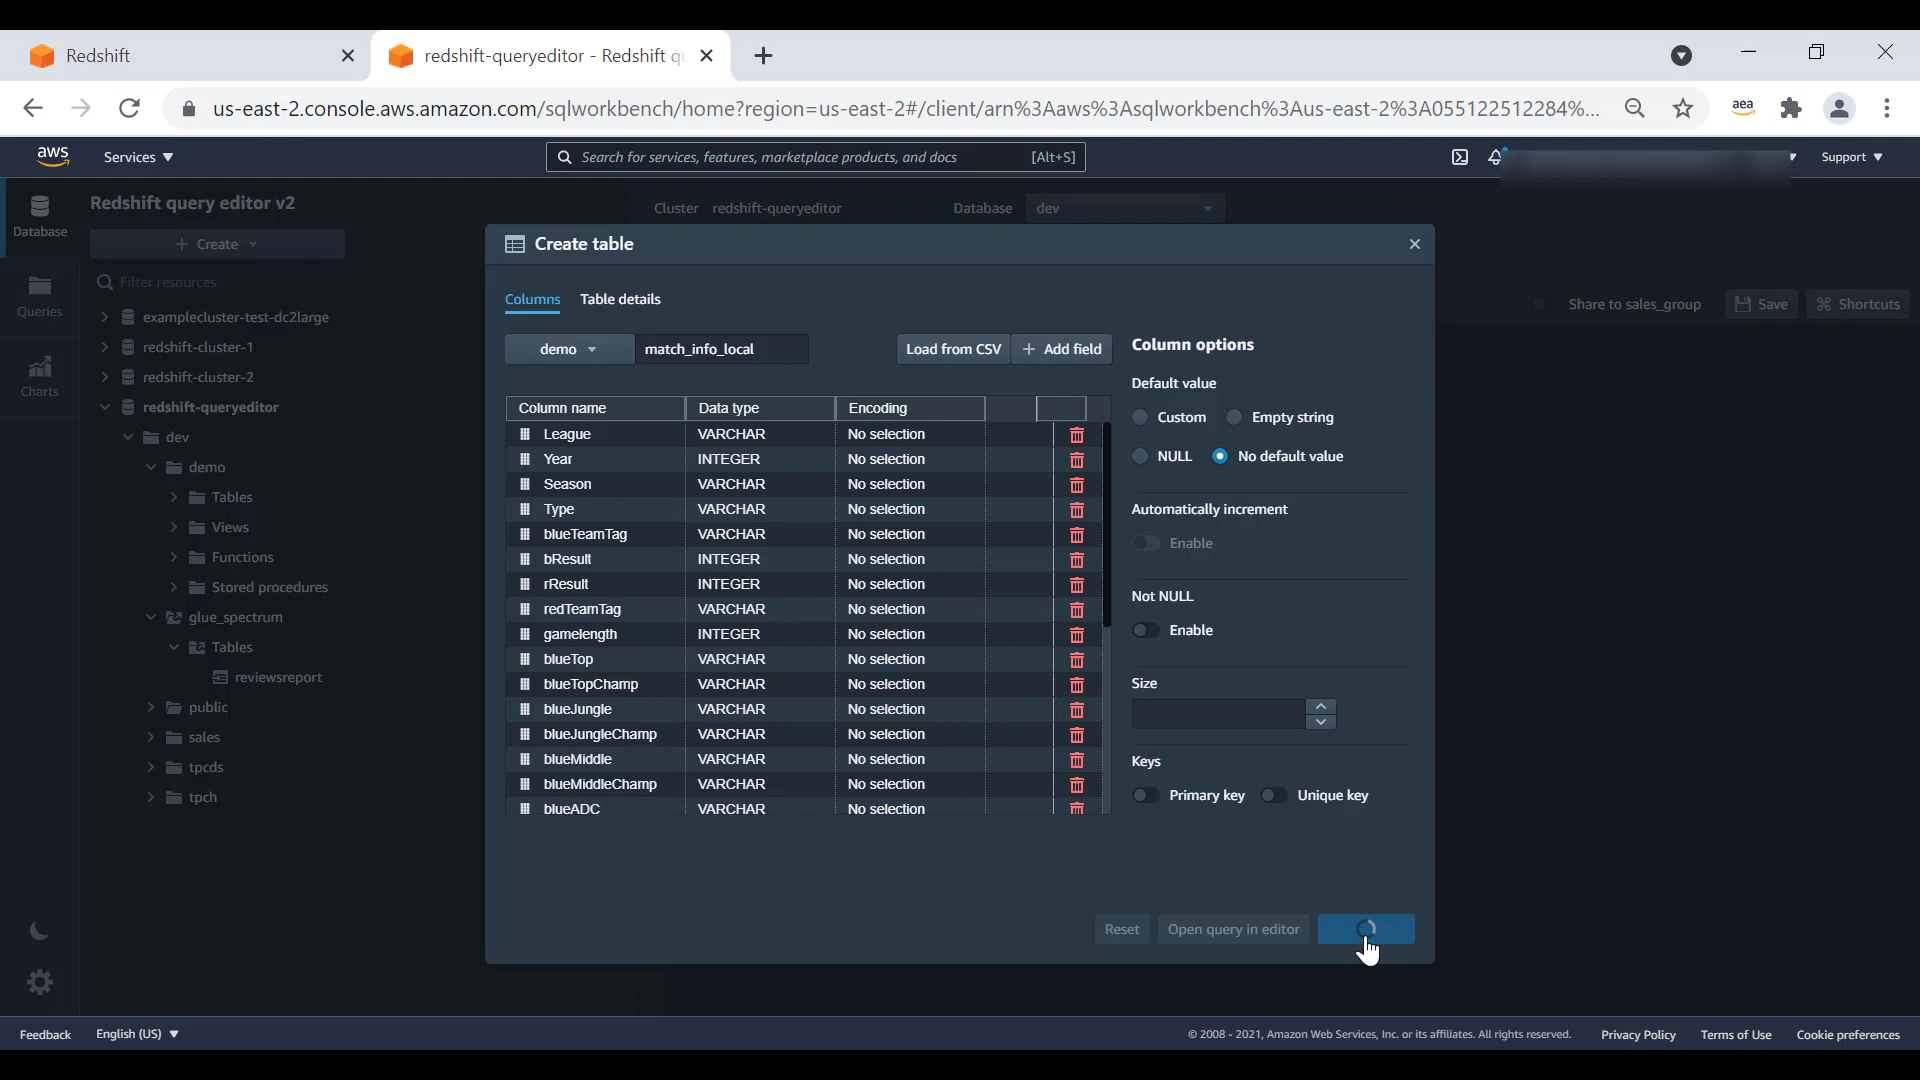 Redshift
redshift-queryeditor - Redshift q
us-east-2.console.aws.amazon.com/sqlworkbench/home?region=us-east-2#/client/arn%3Aaws%3Asqlworkbench%3Aus-east-2%3A055122512284%...
aea
aws
Services
Search for services, features, marketplace products, and docs
[Alt+S]
Support
Database
Queries
Charts
Redshift query editor v2
+ Create
Filter resources
examplecluster-test-dc2large
redshift-cluster-1
redshift-cluster-2
redshift-queryeditor
dev
demo
Tables
Views
Functions
Stored procedures
glue_spectrum
Tables
reviewsreport
public
sales
tpcds
tpch
Cluster redshift-queryeditor
Database dev
Share to sales_group
Save
Shortcuts
Create table
Columns Table details
demo match_info_local
Load from CSV + Add field
Column name Data type Encoding
League VARCHAR No selection
Year INTEGER No selection
Season VARCHAR No selection
Type VARCHAR No selection
blueTeamTag VARCHAR No selection
bResult INTEGER No selection
rResult INTEGER No selection
redTeamTag VARCHAR No selection
gamelength INTEGER No selection
blueTop VARCHAR No selection
blueTopChamp VARCHAR No selection
blueJungle VARCHAR No selection
blueJungleChamp VARCHAR No selection
blueMiddle VARCHAR No selection
blueMiddleChamp VARCHAR No selection
blueADC VARCHAR No selection
Column options
Default value
Custom Empty string
NULL No default value
Automatically increment
Enable
Not NULL
Enable
Size
Keys
Primary key Unique key
Reset Open query in editor
Feedback English (US)
© 2008 - 2021, Amazon Web Services, Inc. or its affiliates. All rights reserved. Privacy Policy Terms of Use Cookie preferences